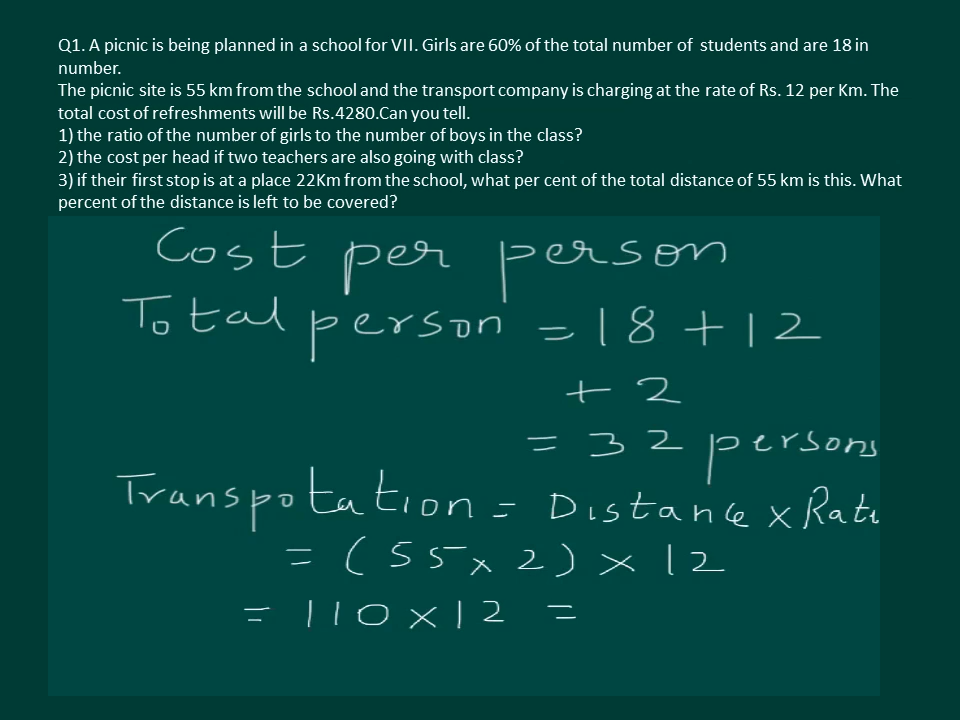 Q1. A picnic is being planned in a school for VII. Girls are 60% of the total number of students and are 18 in
number.
The picnic site is 55 km from the school and the transport company is charging at the rate of Rs. 12 per Km. The
total cost of refreshments will be Rs.4280.Can you tell.
1) the ratio of the number of girls to the number of boys in the class?
2) the cost per head if two teachers are also going with class?
3) if their first stop is at a place 22Km from the school, what per cent of the total distance of 55 km is this. What
percent of the distance is left to be covered?
Cost per person
Total person = 18 + 12
+ 2
= 32 persons
Transpotation = Distance x Rate
= (55 x 2) x 12
= 110 x 12 =